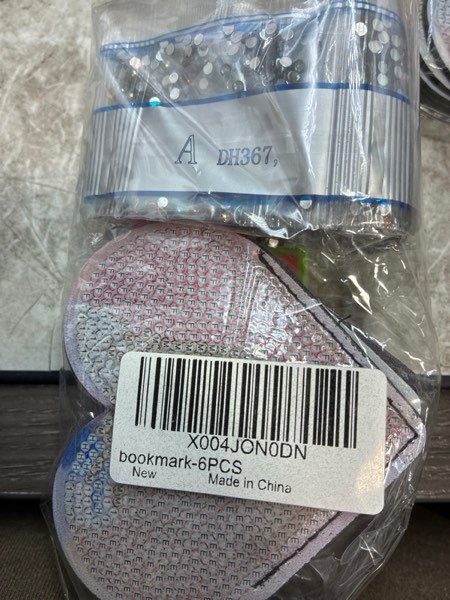 A DH367,
X004JON0DN
bookmark-6PCS
New Made in China